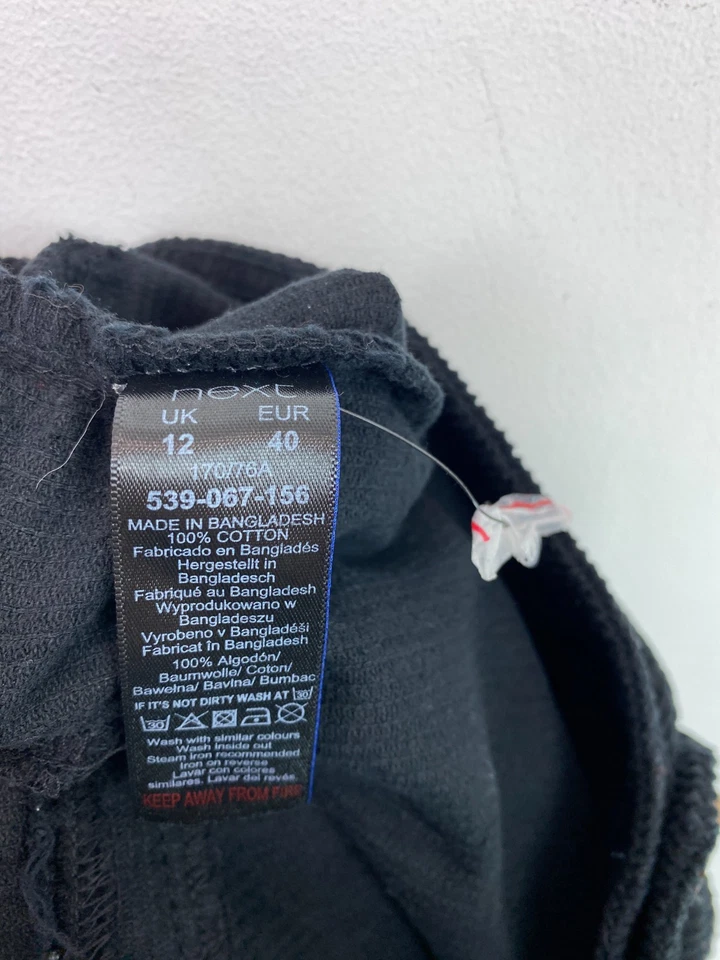 next
UK EUR
12 40
170/76A
539-067-156
MADE IN BANGLADESH
100% COTTON
Fabricado en Bangladés
Hergestellt in
Bangladesch
Fabriqué au Bangladesh
Wyprodukowano w
Bangladeszu
Vyrobeno v Bangladéši
Fabricat în Bangladesh
100% Algodón/
Baumwolle/ Coton/
Bawełna/ Bavlna/ Bumbac
IF IT'S NOT DIRTY WASH AT 30
30
Wash with similar colours
Wash inside out
Steam iron recommended
Iron on reverse
Lavar con colores
similares. Lavar del revés.
KEEP AWAY FROM FIRE